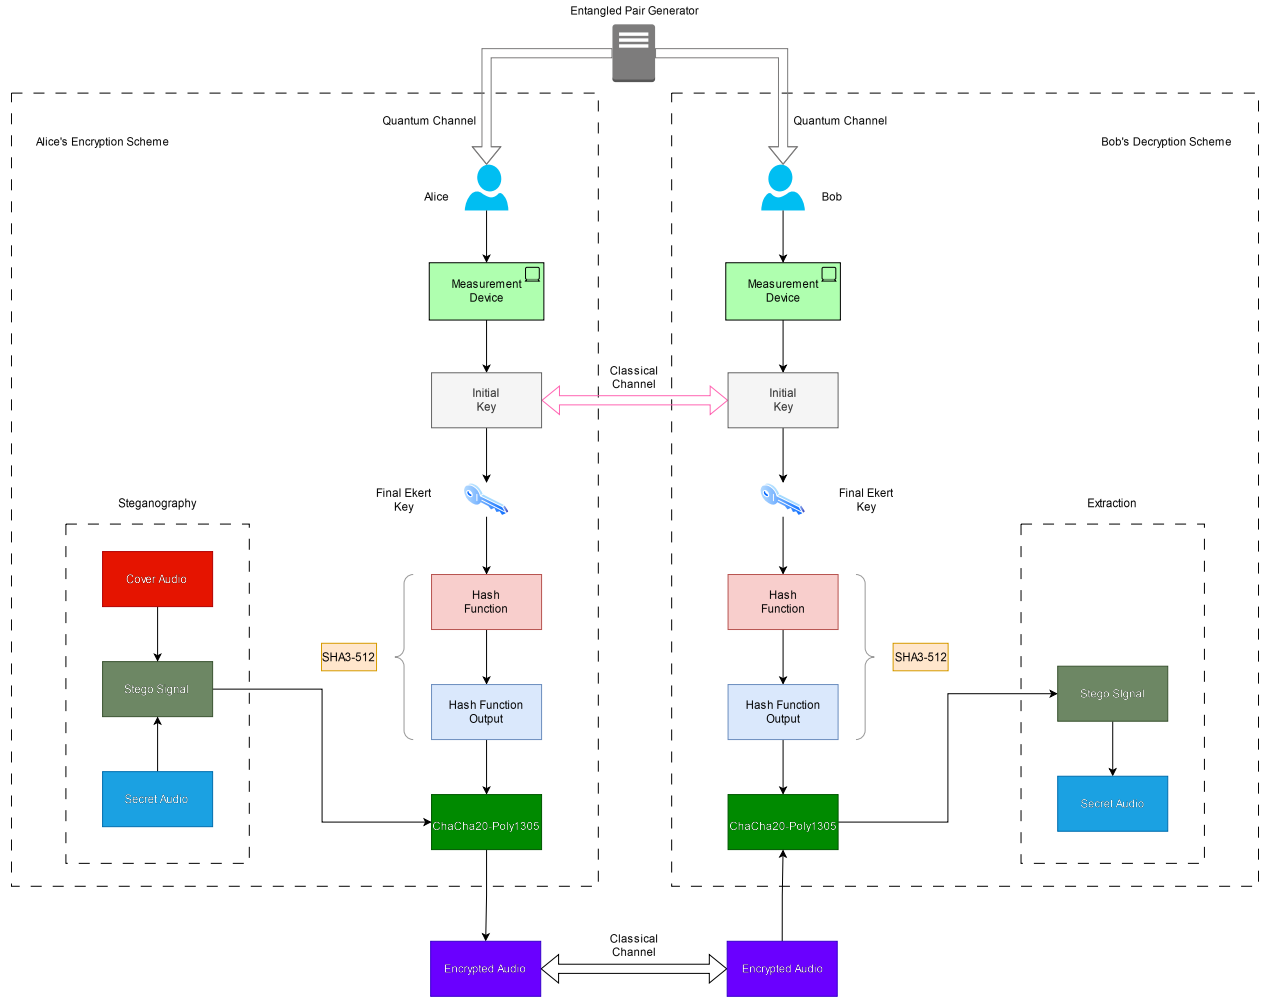 Entangled Pair Generator
Quantum Channel
Quantum Channel
Alice's Encryption Scheme
Bob's Decryption Scheme
Alice
Bob
Measurement
Device
Measurement
Device
Classical
Channel
Initial
Key
Initial
Key
Final Ekert
Key
Final Ekert
Key
Steganography
Extraction
Cover Audio
Hash
Function
Hash
Function
SHA3-512
SHA3-512
Stego Signal
Stego SIgnal
Hash Function
Output
Hash Function
Output
Secret Audio
Secret Audio
ChaCha20-Poly1305
ChaCha20-Poly1305
Classical
Channel
Encrypted Audio
Encrypted Audio